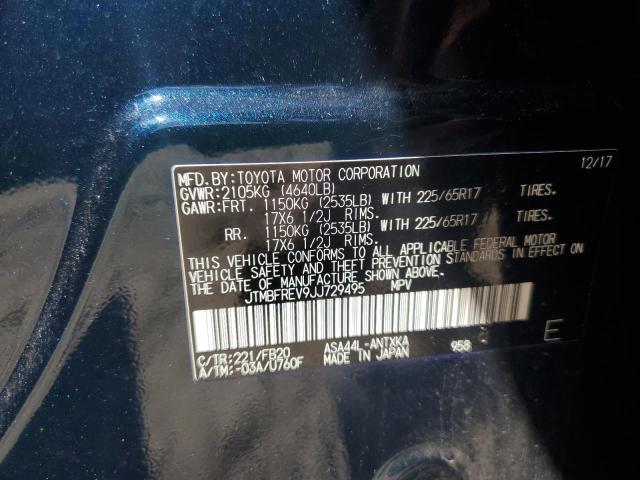 MFD.BY:TOYOTA MOTOR CORPORATION 12/17
GVWR:2105KG (4640LB)
GAWR:FRT. 1150KG (2535LB) WITH 225/65R17 TIRES.
17X6 1/2J RIMS.
RR. 1150KG (2535LB) WITH 225/65R17 TIRES.
17X6 1/2J RIMS.
THIS VEHICLE CONFORMS TO ALL APPLICABLE FEDERAL MOTOR
VEHICLE SAFETY AND THEFT PREVENTION STANDARDS IN EFFECT ON
THE DATE OF MANUFACTURE SHOWN ABOVE.
JTMBFREV9JJ729495 MPV
C/TR:221/FB20 ASA44L-ANTXKA 958 E
A/TM:-03A/U760F MADE IN JAPAN